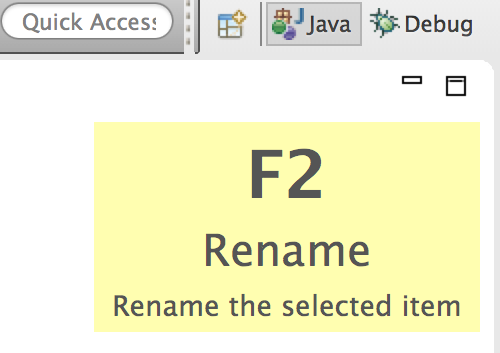 Quick Access
Java
Debug
F2
Rename
Rename the selected item